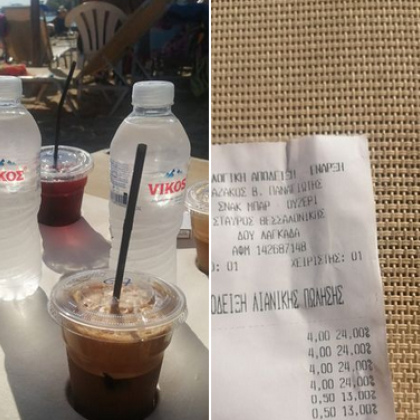 ΚΟΣ
VIKOS
ΛΟΓΙΚΗ ΑΠΟΔΕΙΞΗ ΕΝΑΡΞΗ
ΑΖΑΚΟΣ Β. ΠΑΝΑΓΙΩΤΗΣ
ΣΝΑΚ ΜΠΑΡ ΟΥΖΕΡΙ
ΣΤΑΥΡΟΣ ΘΕΣΣΑΛΟΝΙΚΗΣ
ΔΟΥ ΛΑΓΚΑΔΑ
ΑΦΜ 142687148
: 01 ΧΕΙΡΙΣΤΗΣ: 01
ΟΔΕΙΞΗ ΛΙΑΝΙΚΗΣ ΠΩΛΗΣΗΣ
4,00 24,00%
4,00 24,00%
4,00 24,00%
4,00 24,00%
0,50 13,00%
0,50 13,00%